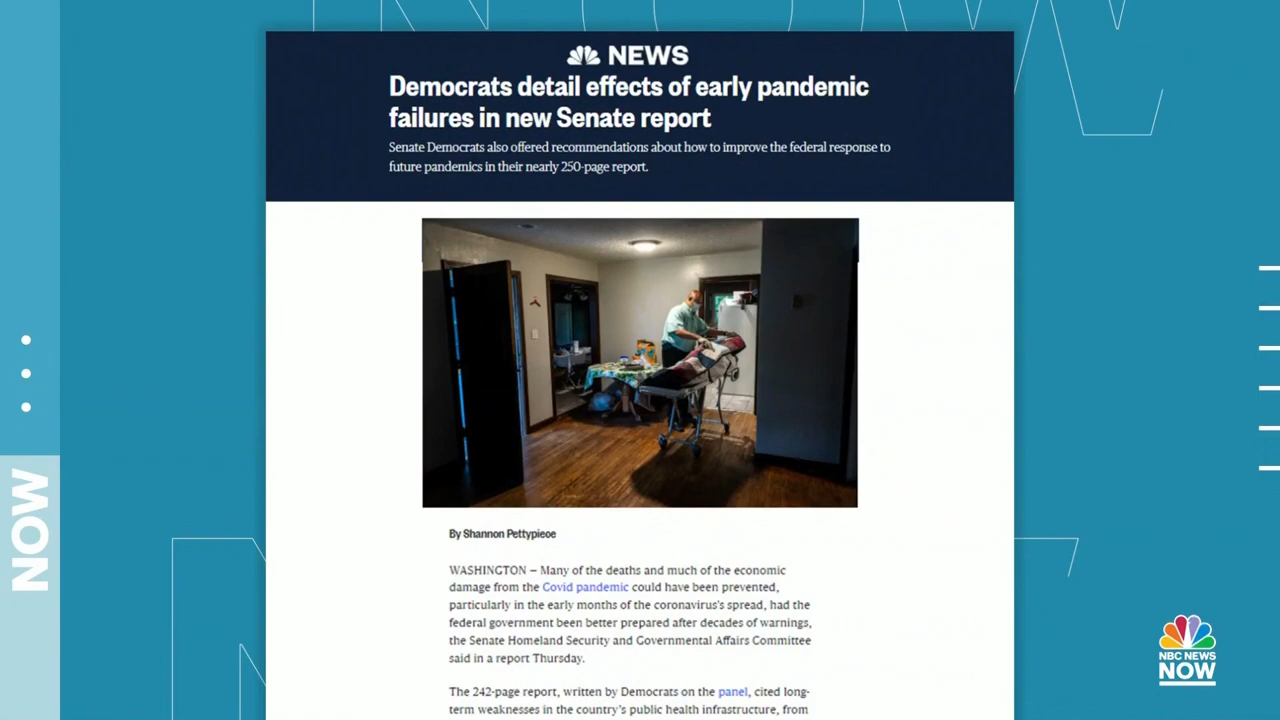 NEWS
Democrats detail effects of early pandemic
failures in new Senate report
Senate Democrats also offered recommendations about how to improve the federal response to
future pandemics in their nearly 250-page report.
By Shannon Pettypiece
WASHINGTON — Many of the deaths and much of the economic
damage from the Covid pandemic could have been prevented,
particularly in the early months of the coronavirus's spread, had the
federal government been better prepared after decades of warnings,
the Senate Homeland Security and Governmental Affairs Committee
said in a report Thursday.
The 242-page report, written by Democrats on the panel, cited long-
term weaknesses in the country's public health infrastructure, from
NOW
NBC NEWS
NOW